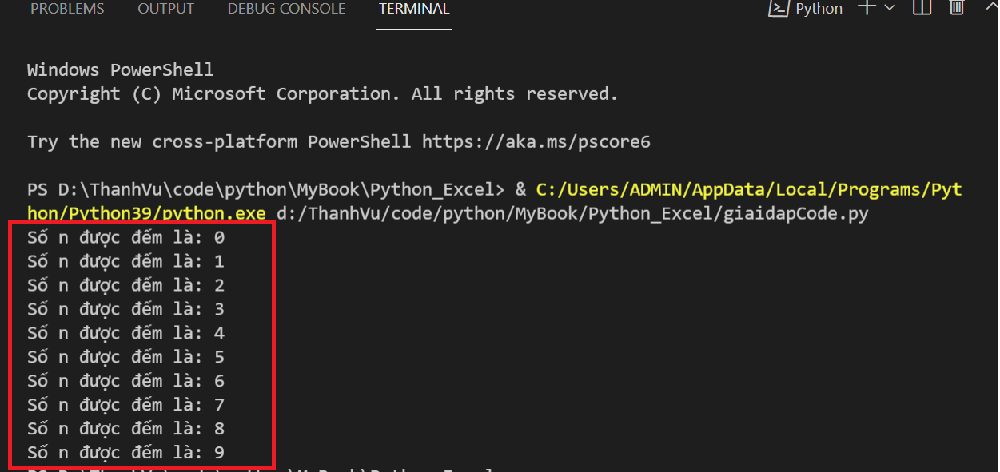 PROBLEMS OUTPUT DEBUG CONSOLE TERMINAL Python
Windows PowerShell
Copyright (C) Microsoft Corporation. All rights reserved.
Try the new cross-platform PowerShell https://aka.ms/pscore6
PS D:\ThanhVu\code\python\MyBook\Python_Excel> & C:/Users/ADMIN/AppData/Local/Programs/Pyt
hon/Python39/python.exe d:/ThanhVu/code/python/MyBook/Python_Excel/giaidapCode.py
Số n được đếm là: 0
Số n được đếm là: 1
Số n được đếm là: 2
Số n được đếm là: 3
Số n được đếm là: 4
Số n được đếm là: 5
Số n được đếm là: 6
Số n được đếm là: 7
Số n được đếm là: 8
Số n được đếm là: 9